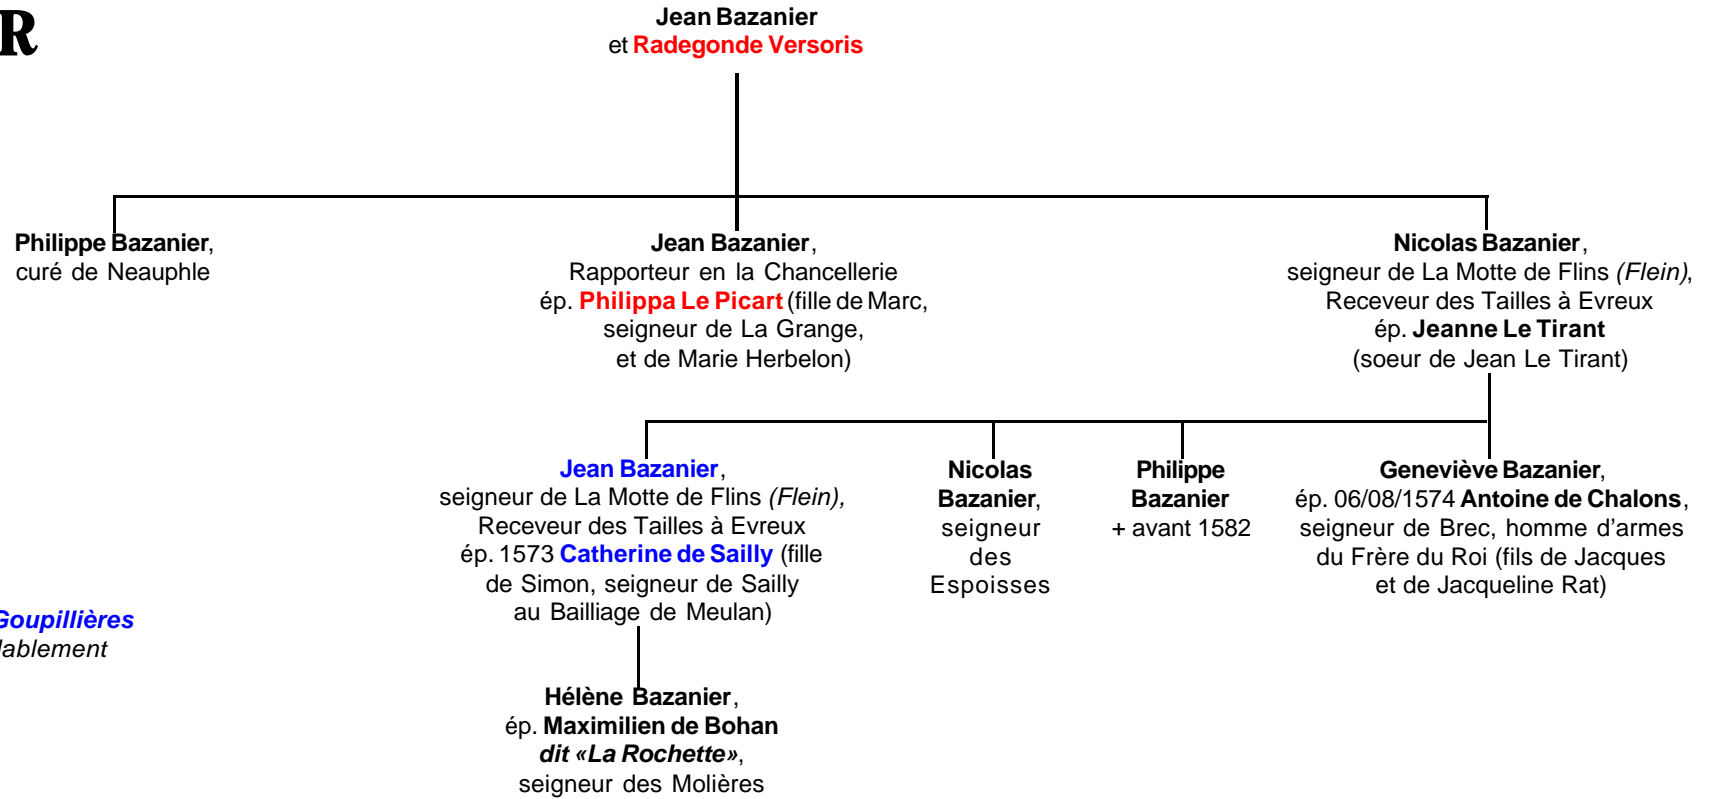 R
Jean Bazanier
et Radegonde Versoris
Philippe Bazanier,
curé de Neauphle
Jean Bazanier,
Rapporteur en la Chancellerie
ép. Philippa Le Picart (fille de Marc,
seigneur de La Grange,
et de Marie Herbelon)
Nicolas Bazanier,
seigneur de La Motte de Flins (Flein),
Receveur des Tailles à Evreux
ép. Jeanne Le Tirant
(soeur de Jean Le Tirant)
Jean Bazanier,
seigneur de La Motte de Flins (Flein),
Receveur des Tailles à Evreux
ép. 1573 Catherine de Sailly (fille
de Simon, seigneur de Sailly
au Bailliage de Meulan)
Nicolas
Bazanier,
seigneur
des
Espoisses
Philippe
Bazanier
+ avant 1582
Geneviève Bazanier,
ép. 06/08/1574 Antoine de Chalons,
seigneur de Brec, homme d'armes
du Frère du Roi (fils de Jacques
et de Jacqueline Rat)
Goupillières
lablement
Hélène Bazanier,
ép. Maximilien de Bohan
dit «La Rochette»,
seigneur des Molières